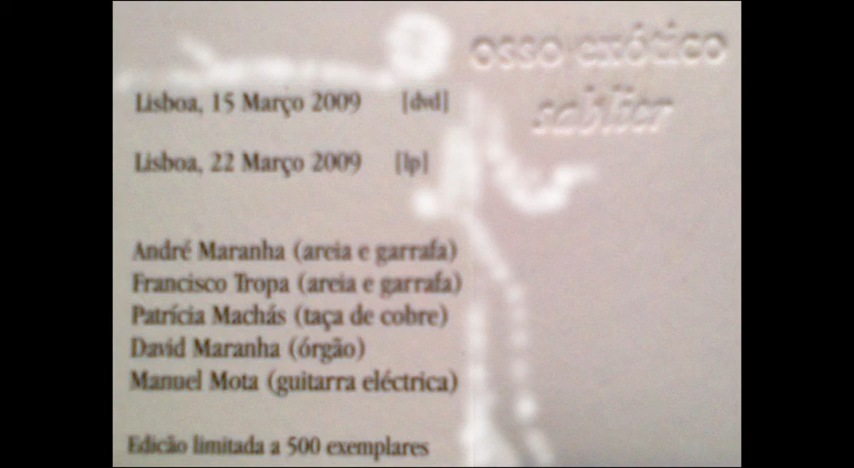 osso exótico
sablier
Lisboa, 15 Março 2009 [dvd]
Lisboa, 22 Março 2009 [lp]
André Maranha (areia e garrafa)
Francisco Tropa (areia e garrafa)
Patrícia Machás (taça de cobre)
David Maranha (órgão)
Manuel Mota (guitarra eléctrica)
Edição limitada a 500 exemplares